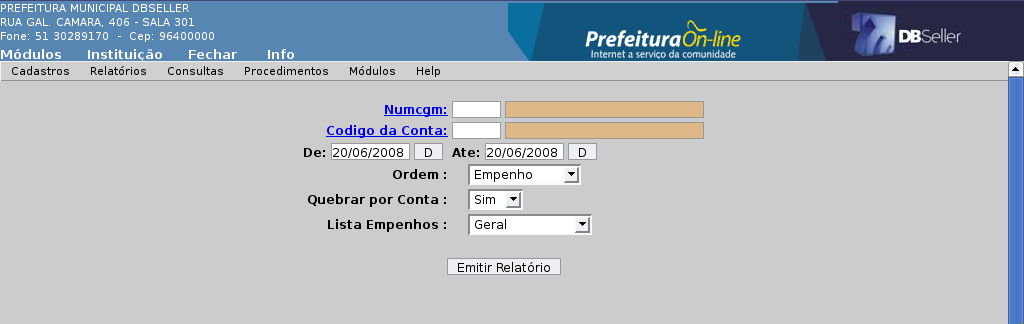 PREFEITURA MUNICIPAL DBSELLER
RUA GAL. CAMARA, 406 - SALA 301
Fone: 51 30289170 - Cep: 96400000
Módulos Instituição Fechar Info
PrefeituraOn-line
Internet a serviço da comunidade
DBSeller
Cadastros Relatórios Consultas Procedimentos Módulos Help
Numcgm:
Codigo da Conta:
De: 20/06/2008 D Ate: 20/06/2008 D
Ordem : Empenho
Quebrar por Conta : Sim
Lista Empenhos : Geral
Emitir Relatório